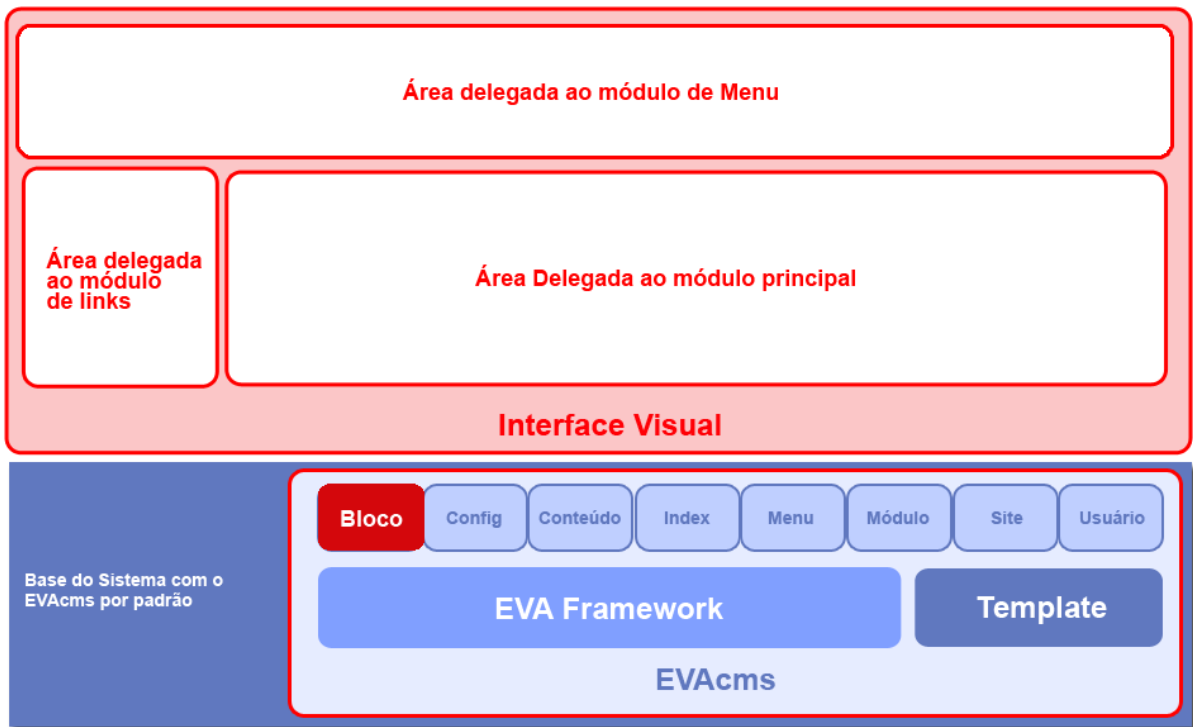 Área delegada ao módulo de Menu
Área delegada
ao módulo
de links
Área Delegada ao módulo principal
Interface Visual
Base do Sistema com o
EVAcms por padrão
Bloco
Config
Conteúdo
Index
Menu
Módulo
Site
Usuário
EVA Framework
Template
EVAcms